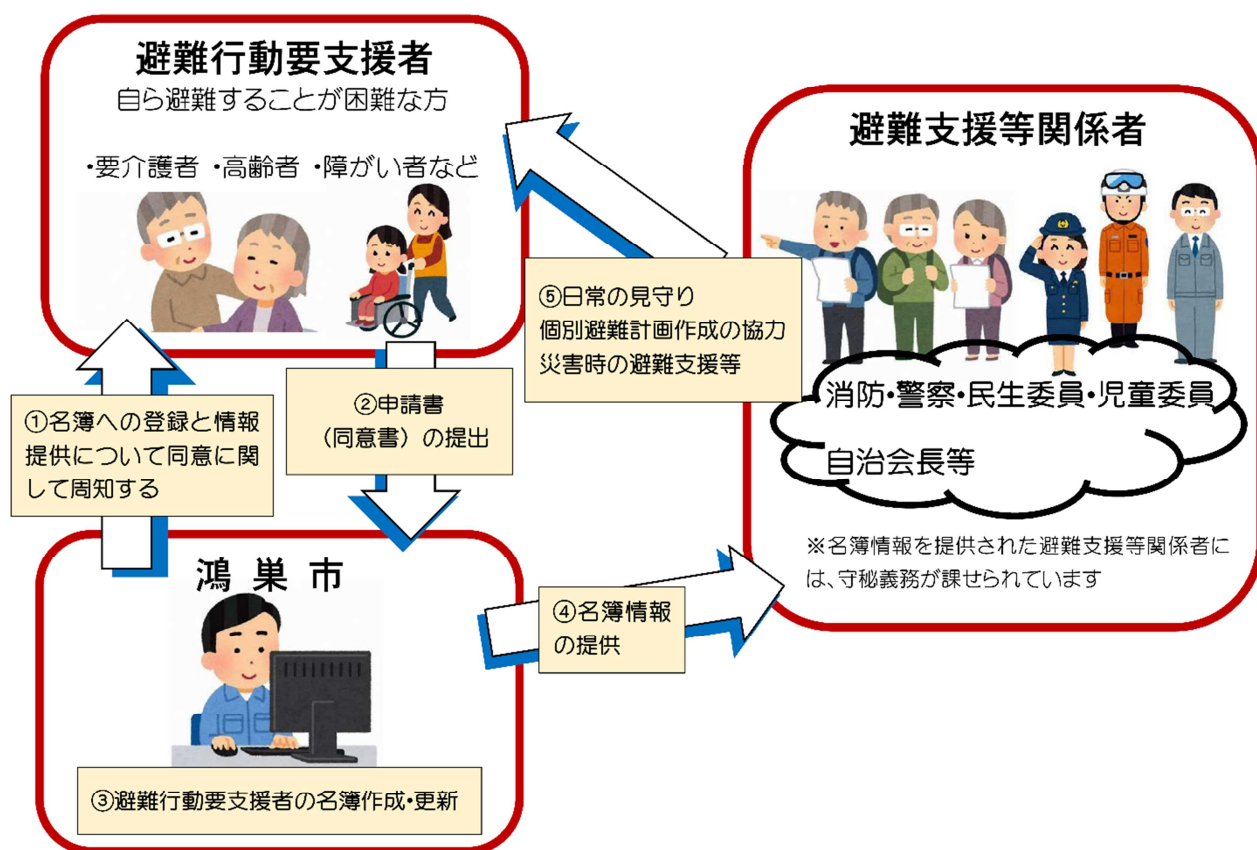 避難行動要支援者
自ら避難することが困難な方
・要介護者 ・高齢者 ・障がい者など
避難支援等関係者
⑤日常の見守り
個別避難計画作成の協力
災害時の避難支援等
消防・警察・民生委員・児童委員
自治会長等
※名簿情報を提供された避難支援等関係者に
は、守秘義務が課せられています
①名簿への登録と情報
提供について同意に関
して周知する
②申請書
（同意書）の提出
鴻巣市
④名簿情報
の提供
③避難行動要支援者の名簿作成・更新